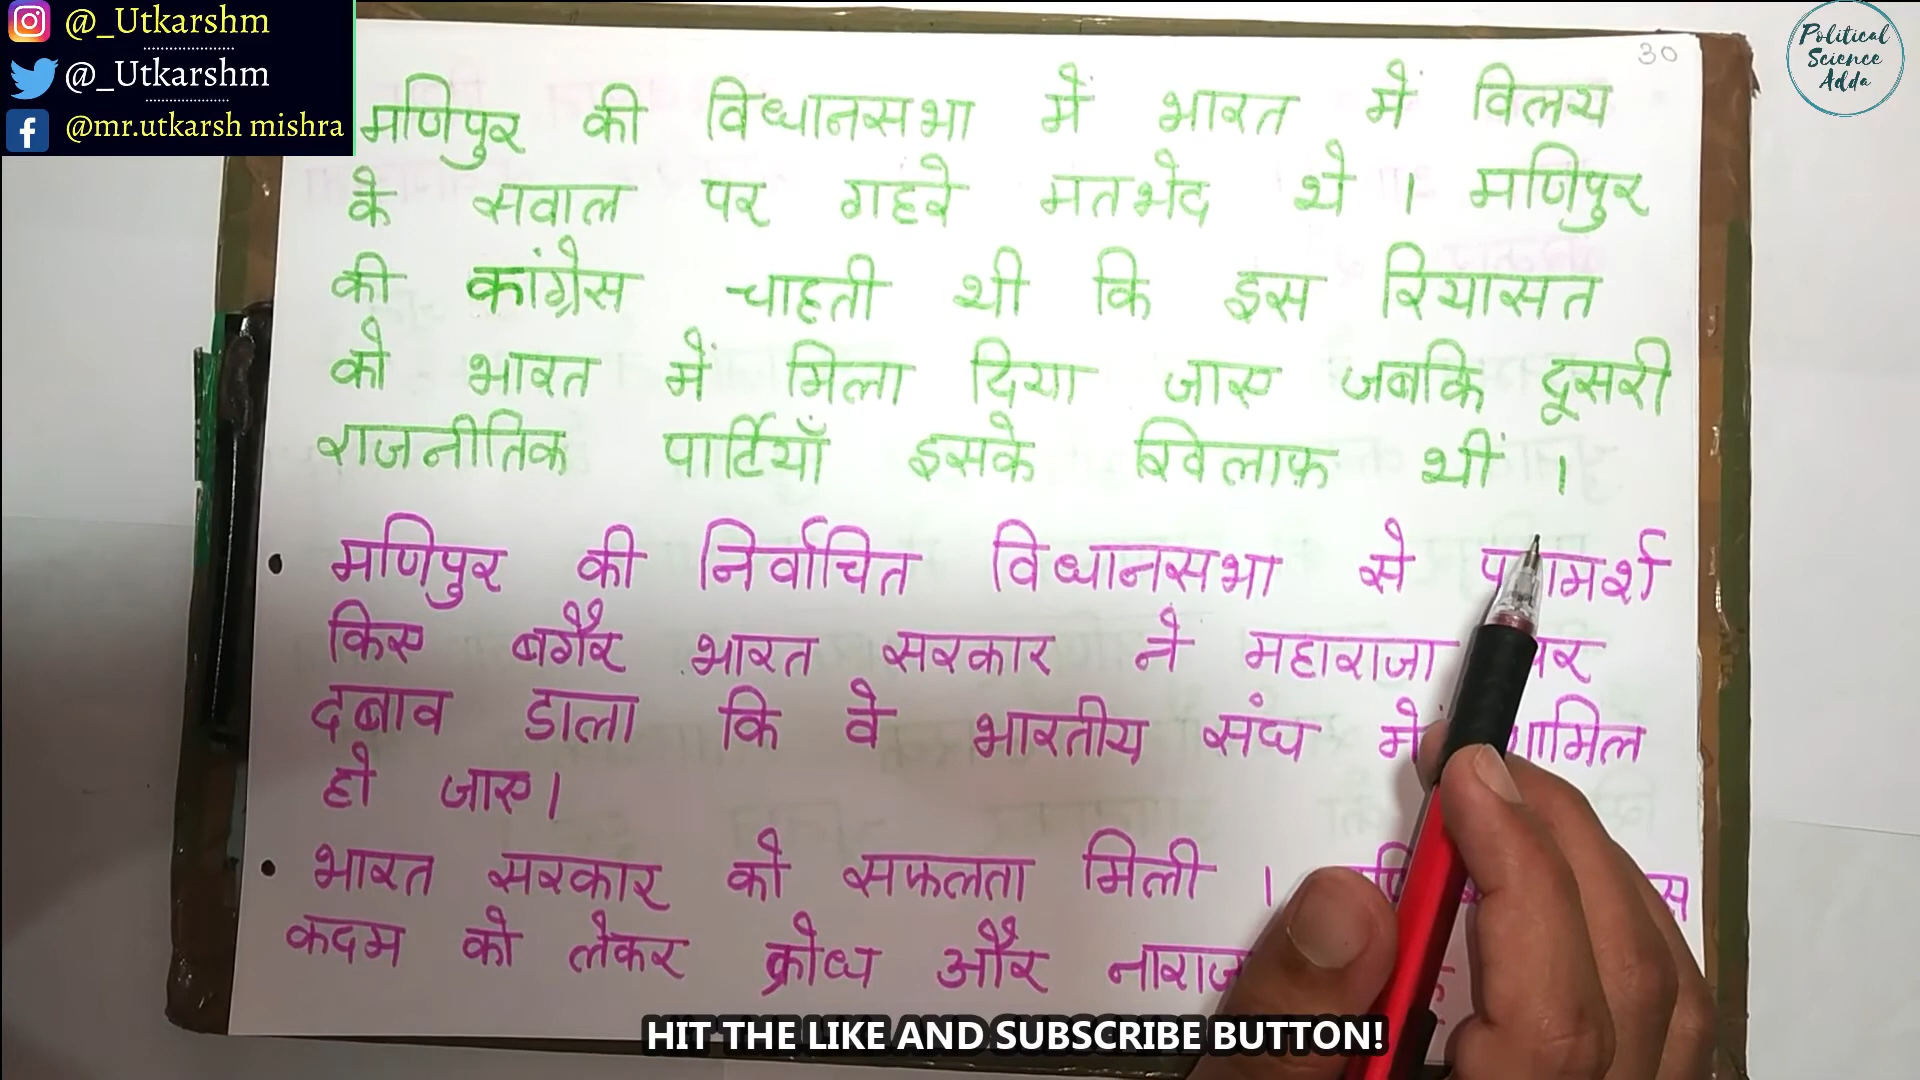 @_Utkarshm
@_Utkarshm
@mr.utkarsh mishra
Political
Science
Adda
30
मणिपुर की विधानसभा में भारत में विलय
के सवाल पर गहरे मतभेद थे । मणिपुर
की कांग्रेस चाहती थी कि इस रियासत
को भारत में मिला दिया जाए जबकि दूसरी
राजनीतिक पार्टियाँ इसके खिलाफ़ थीं ।
• मणिपुर की निर्वाचित विधानसभा से परामर्श
किए बगैर भारत सरकार ने महाराजा पर
दबाव डाला कि वे भारतीय संघ में शामिल
हो जाए।
• भारत सरकार को सफलता मिली ।
कदम को लेकर क्रोध और
HIT THE LIKE AND SUBSCRIBE BUTTON!